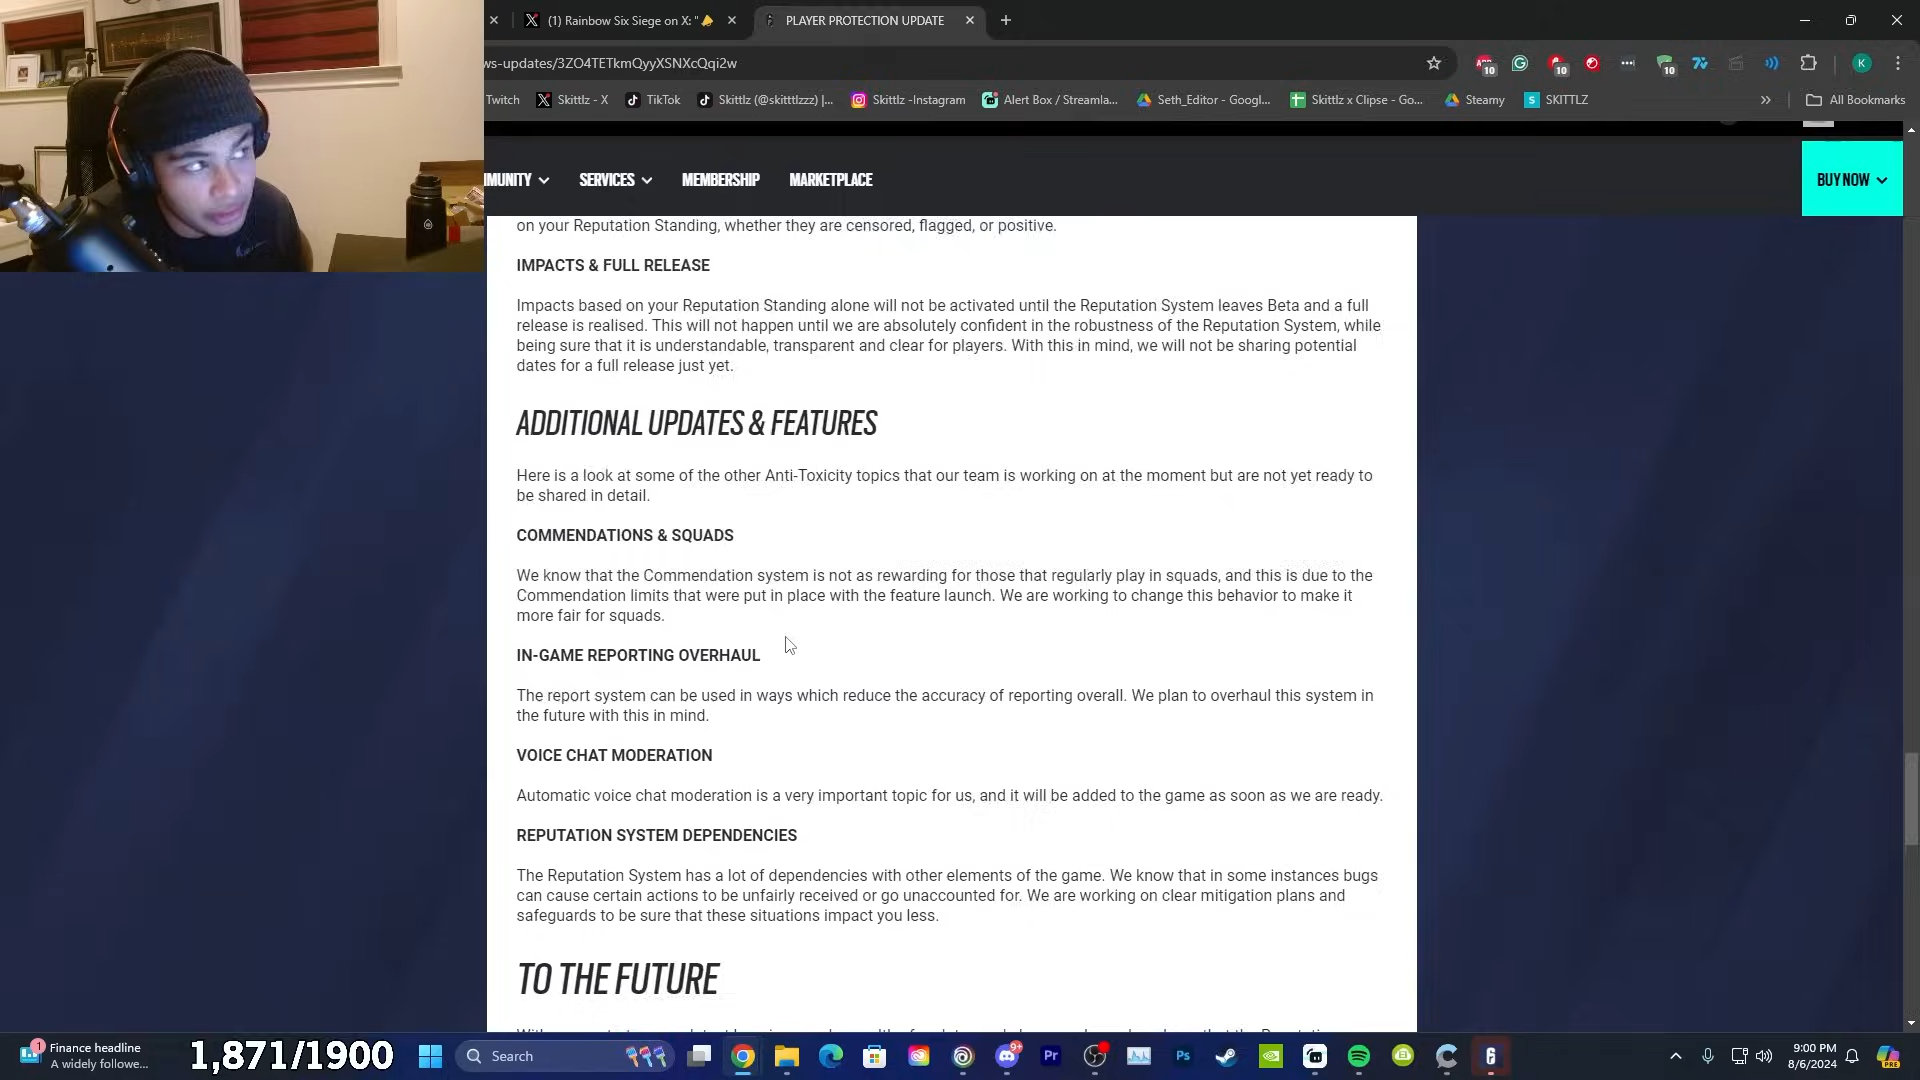 (1) Rainbow Six Siege on X: "
PLAYER PROTECTION UPDATE
ws-updates/3ZO4TETkmQyyXSNXcQqi2w
10
10
10
K
Twitch
Skittlz - X
TikTok
Skittlz (@skitttlzzz) |...
Skittlz -Instagram
Alert Box / Streamla...
Seth_Editor - Googl...
Skittlz x Clipse - Go...
Steamy
S SKITTLZ
»
All Bookmarks
MUNITY
SERVICES
MEMBERSHIP
MARKETPLACE
BUY NOW
on your Reputation Standing, whether they are censored, flagged, or positive.
IMPACTS & FULL RELEASE
Impacts based on your Reputation Standing alone will not be activated until the Reputation System leaves Beta and a full
release is realised. This will not happen until we are absolutely confident in the robustness of the Reputation System, while
being sure that it is understandable, transparent and clear for players. With this in mind, we will not be sharing potential
dates for a full release just yet.
ADDITIONAL UPDATES & FEATURES
Here is a look at some of the other Anti-Toxicity topics that our team is working on at the moment but are not yet ready to
be shared in detail.
COMMENDATIONS & SQUADS
We know that the Commendation system is not as rewarding for those that regularly play in squads, and this is due to the
Commendation limits that were put in place with the feature launch. We are working to change this behavior to make it
more fair for squads.
IN-GAME REPORTING OVERHAUL
The report system can be used in ways which reduce the accuracy of reporting overall. We plan to overhaul this system in
the future with this in mind.
VOICE CHAT MODERATION
Automatic voice chat moderation is a very important topic for us, and it will be added to the game as soon as we are ready.
REPUTATION SYSTEM DEPENDENCIES
The Reputation System has a lot of dependencies with other elements of the game. We know that in some instances bugs
can cause certain actions to be unfairly received or go unaccounted for. We are working on clear mitigation plans and
safeguards to be sure that these situations impact you less.
TO THE FUTURE
1
Finance headline
A widely followe...
1,871/1900
Search
9+
Pr
Ps
9:00 PM
8/6/2024
PRE